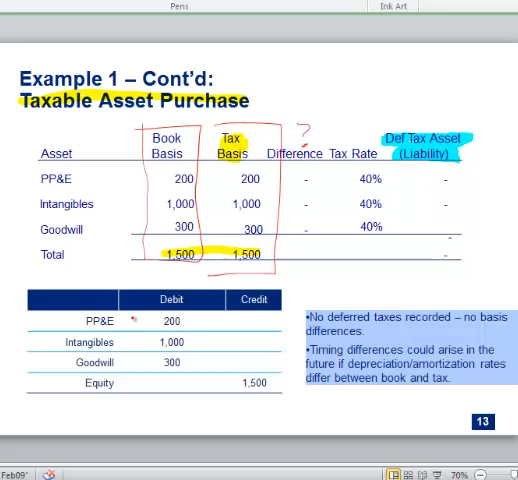 Pens
Ink Art
Example 1 – Cont'd:
Taxable Asset Purchase
Book Tax Def Tax Asset
Asset Basis Basis Difference Tax Rate (Liability)
PP&E 200 200 - 40% -
Intangibles 1,000 1,000 - 40% -
Goodwill 300 300 - 40% -
Total 1,500 1,500 -
?
Debit Credit
PP&E 200
Intangibles 1,000
Goodwill 300
Equity 1,500
•No deferred taxes recorded – no basis
differences.
•Timing differences could arise in the
future if depreciation/amortization rates
differ between book and tax.
13
Feb09"
70%